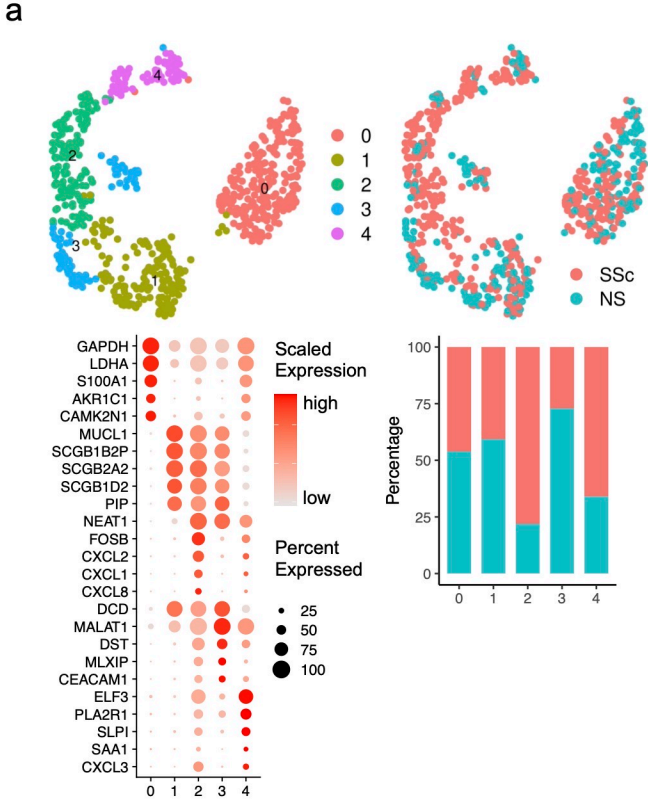 a
4
2
3
1
0
0
1
2
3
4
SSc
NS
GAPDH
LDHA
S100A1
AKR1C1
CAMK2N1
MUCL1
SCGB1B2P
SCGB2A2
SCGB1D2
PIP
NEAT1
FOSB
CXCL2
CXCL1
CXCL8
DCD
MALAT1
DST
MLXIP
CEACAM1
ELF3
PLA2R1
SLPI
SAA1
CXCL3
0 1 2 3 4
Scaled
Expression
high
low
Percent
Expressed
25
50
75
100
Percentage
100
75
50
25
0
0 1 2 3 4